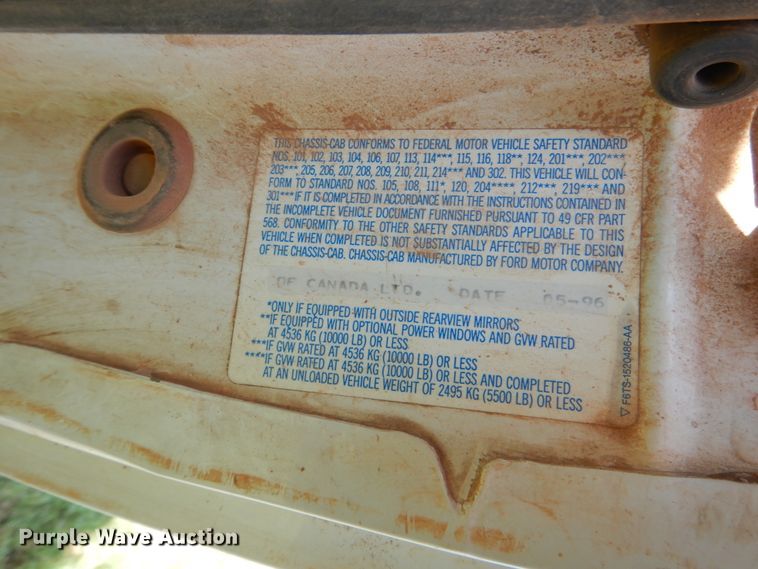 THIS CHASSIS-CAB CONFORMS TO FEDERAL MOTOR VEHICLE SAFETY STANDARD
NOS. 101, 102, 103, 104, 106, 107, 113, 114***, 115, 116, 118**, 124, 201***, 202***
203***, 205, 206, 207, 208, 209, 210, 211, 214*** AND 302. THIS VEHICLE WILL CON-
FORM TO STANDARD NOS. 105, 108, 111*, 120, 204**** 212***, 219*** AND
301*** IF IT IS COMPLETED IN ACCORDANCE WITH THE INSTRUCTIONS CONTAINED IN
THE INCOMPLETE VEHICLE DOCUMENT FURNISHED PURSUANT TO 49 CFR PART
568. CONFORMITY TO THE OTHER SAFETY STANDARDS APPLICABLE TO THIS
VEHICLE WHEN COMPLETED IS NOT SUBSTANTIALLY AFFECTED BY THE DESIGN
OF THE CHASSIS-CAB. CHASSIS-CAB MANUFACTURED BY FORD MOTOR COMPANY.
OF CANADA LTD. DATE 05-96
*ONLY IF EQUIPPED WITH OUTSIDE REARVIEW MIRRORS
**IF EQUIPPED WITH OPTIONAL POWER WINDOWS AND GVW RATED
AT 4536 KG (10000 LB) OR LESS
***IF GVW RATED AT 4536 KG (10000 LB) OR LESS
****IF GVW RATED AT 4536 KG (10000 LB) OR LESS AND COMPLETED
AT AN UNLOADED VEHICLE WEIGHT OF 2495 KG (5500 LB) OR LESS
F6TS-1520486-AA
Purple Wave Auction